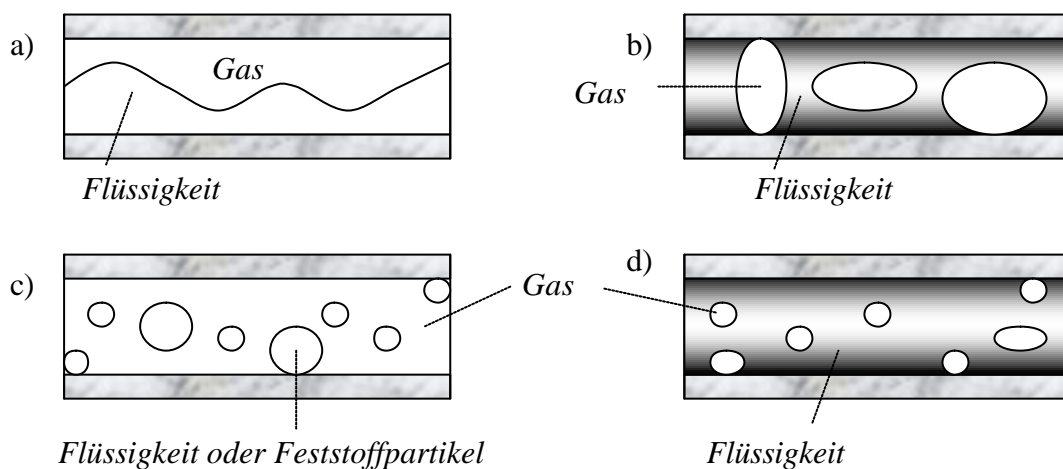 a)
Gas
Flüssigkeit
b)
Gas
Flüssigkeit
c)
Gas
Flüssigkeit oder Feststoffpartikel
d)
Flüssigkeit